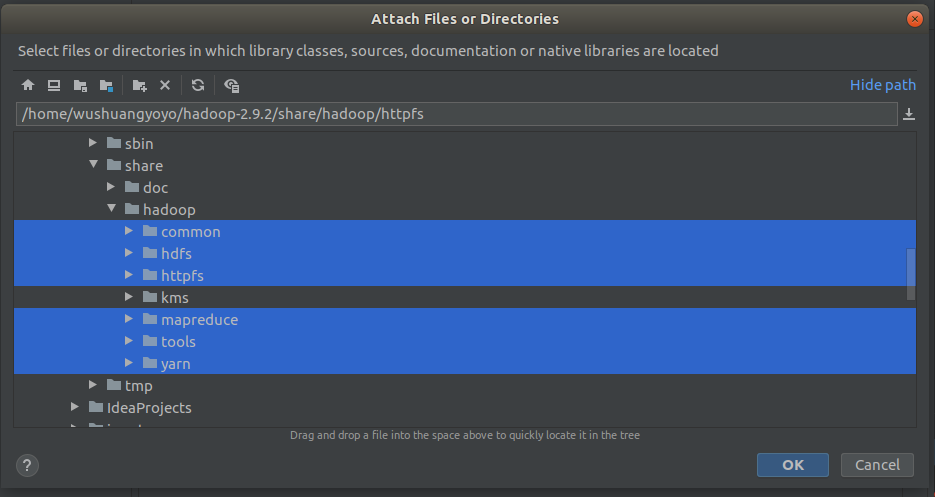 Attach Files or Directories
Select files or directories in which library classes, sources, documentation or native libraries are located
Hide path
/home/wushuangyoyo/hadoop-2.9.2/share/hadoop/httpfs
sbin
share
doc
hadoop
common
hdfs
httpfs
kms
mapreduce
tools
yarn
tmp
IdeaProjects
Drag and drop a file into the space above to quickly locate it in the tree
?
OK
Cancel